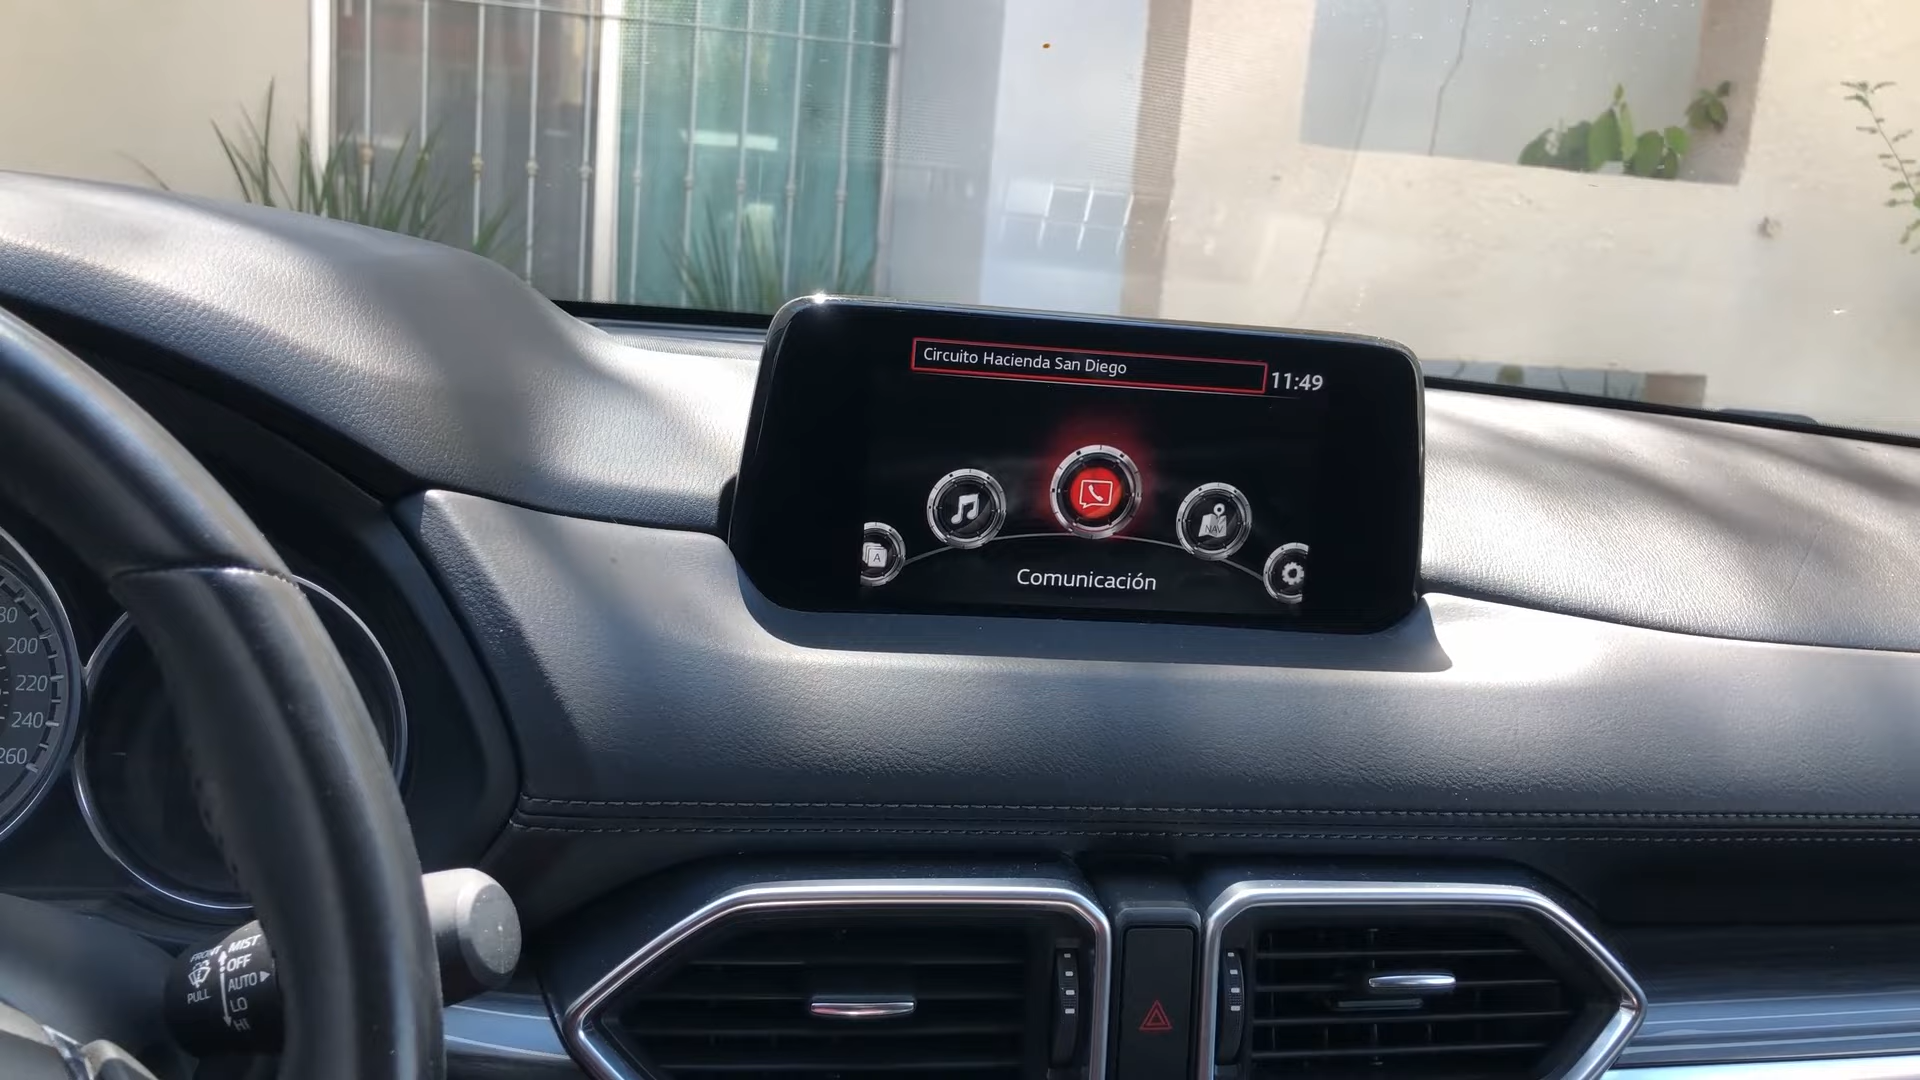 Circuito Hacienda San Diego
11:49
A
NAV
Comunicación
80
200
220
240
260
FRONT
PULL
MIST
OFF
AUTO
LO
HI